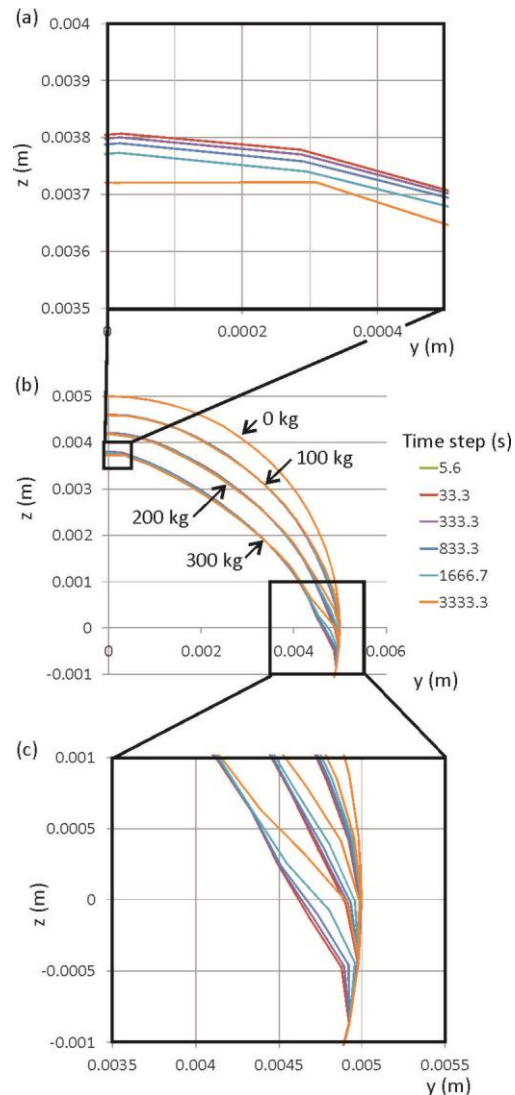 (a)
0.004
0.0039
0.0038
0.0037
0.0036
0.0035
z (m)
0
0.0002
0.0004
y (m)
(b)
0.005
0.004
0.003
0.002
0.001
0
-0.001
z (m)
0 kg
100 kg
200 kg
300 kg
0
0.002
0.004
0.006
y (m)
Time step (s)
5.6
33.3
333.3
833.3
1666.7
3333.3
(c)
0.001
0.0005
0
-0.0005
-0.001
z (m)
0.0035
0.004
0.0045
0.005
0.0055
y (m)